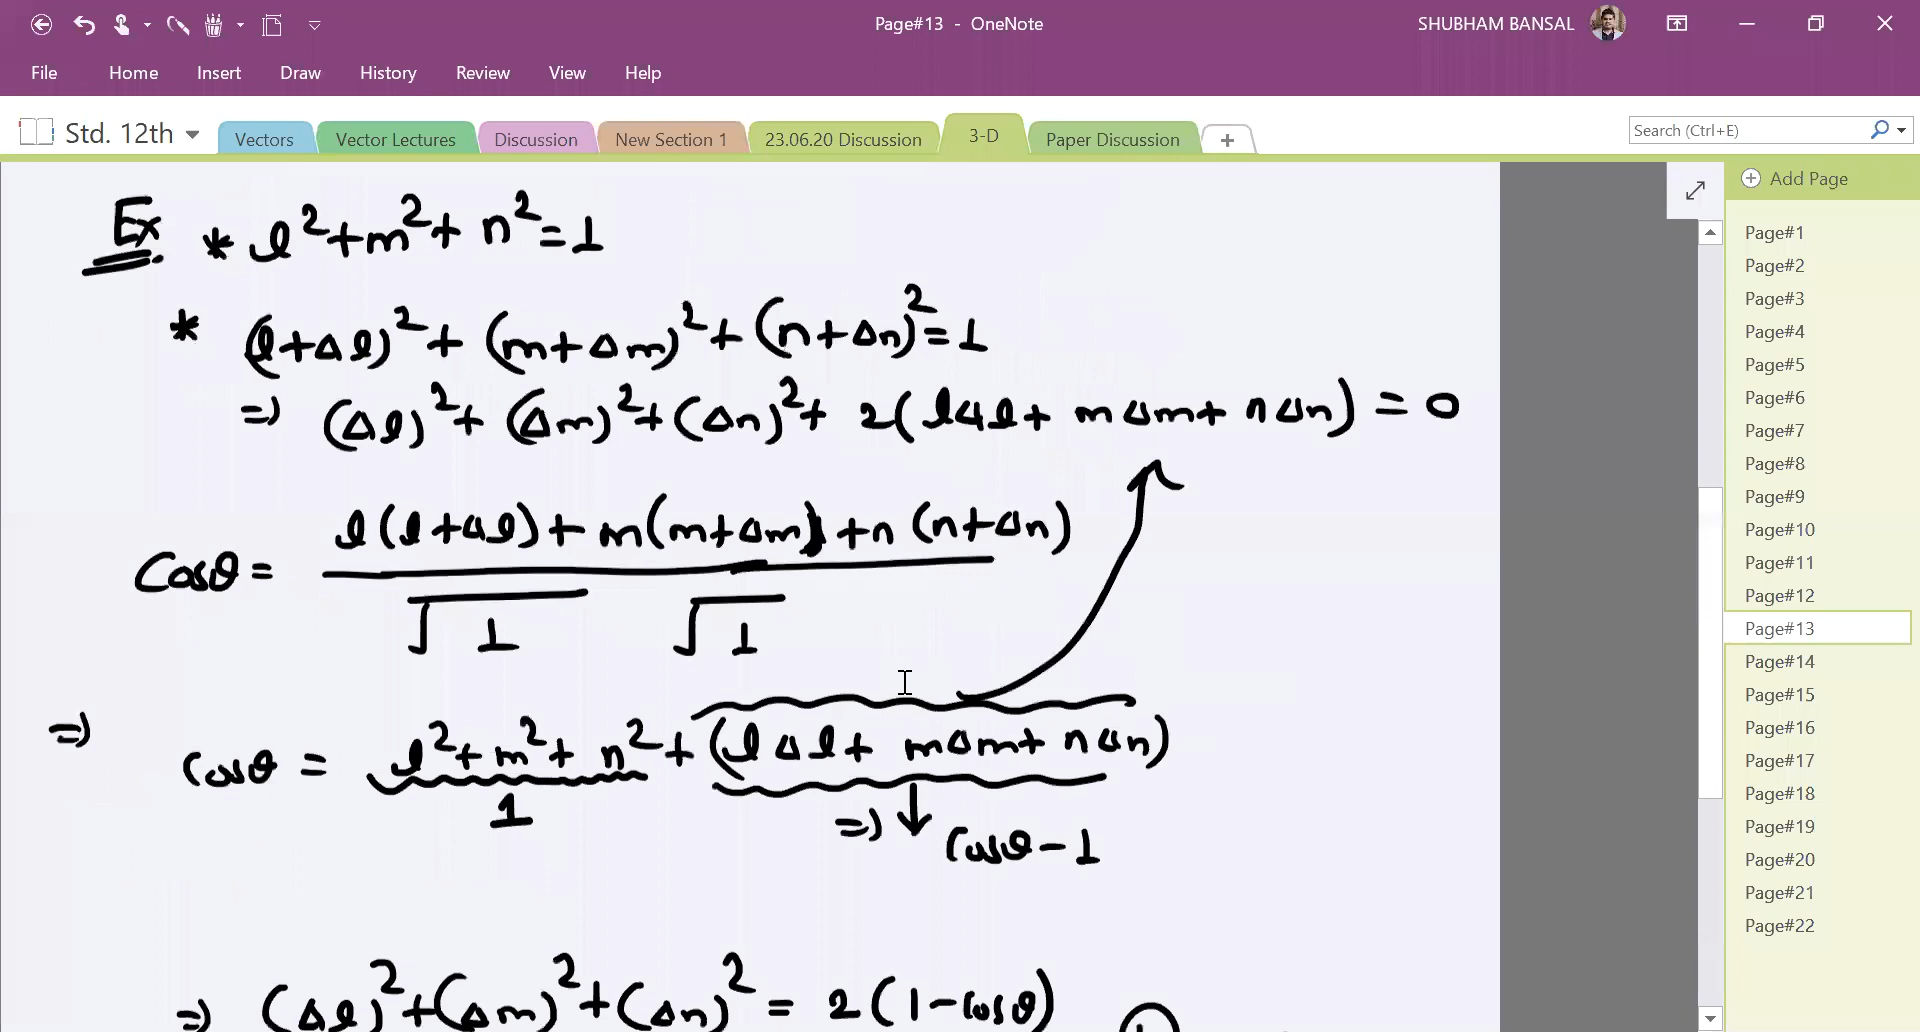 Page#13 - OneNote
SHUBHAM BANSAL
File Home Insert Draw History Review View Help
Std. 12th
Vectors
Vector Lectures
Discussion
New Section 1
23.06.20 Discussion
3-D
Paper Discussion
+
Search (Ctrl+E)
Ex * l²+m²+n²=1
* (l+Δl)²+(m+Δm)²+(n+Δn)²=1
=> (Δl)²+(Δm)²+(Δn)²+2(lΔl+mΔm+nΔn)=0
Cosθ = l(l+Δl)+m(m+Δm)+n(n+Δn)
√1 √1
=> Cosθ = l²+m²+n²+(lΔl+mΔm+nΔn)
1
=> ↓ Cosθ-1
=> (Δl)²+(Δm)²+(Δn)² = 2(1-cosθ)
Add Page
Page#1
Page#2
Page#3
Page#4
Page#5
Page#6
Page#7
Page#8
Page#9
Page#10
Page#11
Page#12
Page#13
Page#14
Page#15
Page#16
Page#17
Page#18
Page#19
Page#20
Page#21
Page#22